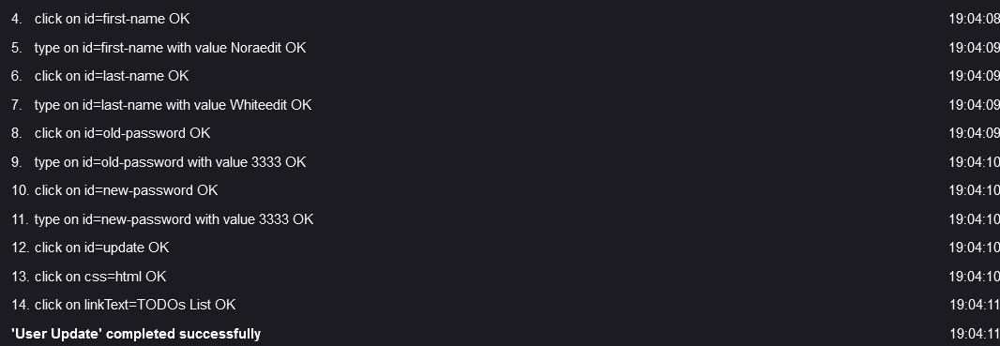 4. click on id=first-name OK 19:04:08
5. type on id=first-name with value Noraedit OK 19:04:09
6. click on id=last-name OK 19:04:09
7. type on id=last-name with value Whiteedit OK 19:04:09
8. click on id=old-password OK 19:04:09
9. type on id=old-password with value 3333 OK 19:04:10
10. click on id=new-password OK 19:04:10
11. type on id=new-password with value 3333 OK 19:04:10
12. click on id=update OK 19:04:10
13. click on css=html OK 19:04:10
14. click on linkText=TODOs List OK 19:04:11
'User Update' completed successfully 19:04:11